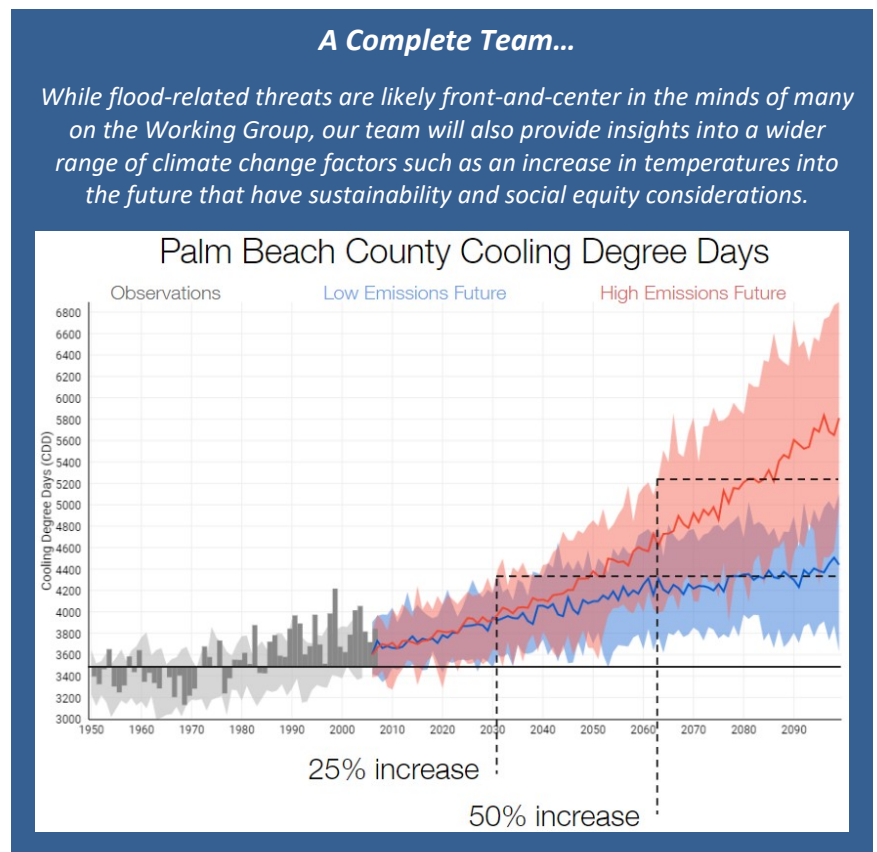 A Complete Team…
While flood-related threats are likely front-and-center in the minds of many
on the Working Group, our team will also provide insights into a wider
range of climate change factors such as an increase in temperatures into
the future that have sustainability and social equity considerations.
Palm Beach County Cooling Degree Days
Observations Low Emissions Future High Emissions Future
Cooling Degree Days (CDD)
6800
6600
6400
6200
6000
5800
5600
5400
5200
5000
4800
4600
4400
4200
4000
3800
3600
3400
3200
3000
1950 1960 1970 1980 1990 2000 2010 2020 2030 2040 2050 2060 2070 2080 2090
25% increase
50% increase